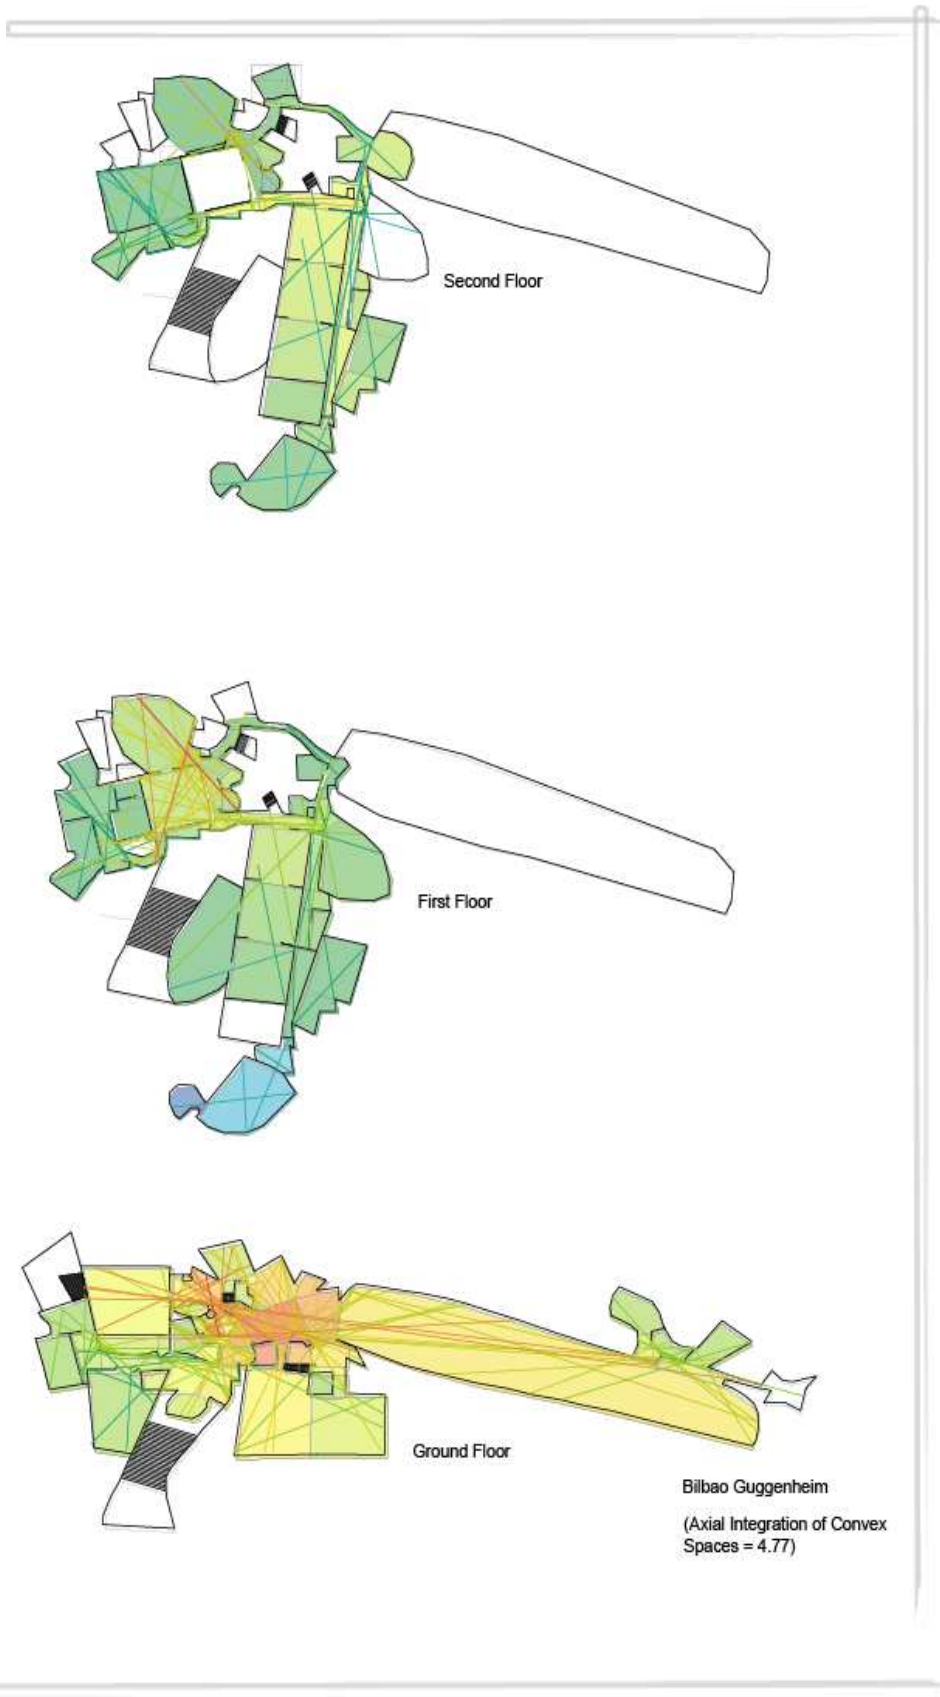 Second Floor
First Floor
Ground Floor
Bilbao Guggenheim
(Axial Integration of Convex
Spaces = 4.77)